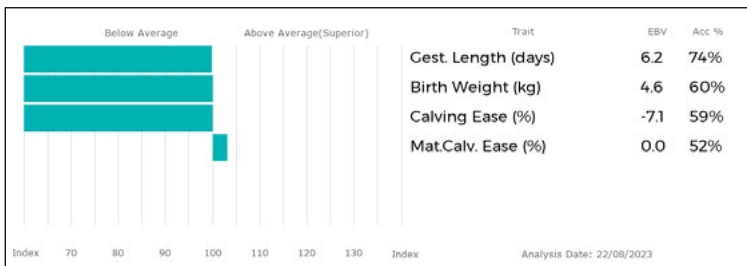 Below Average Above Average(Superior) Trait EBV Acc %
Gest. Length (days) 6.2 74%
Birth Weight (kg) 4.6 60%
Calving Ease (%) -7.1 59%
Mat.Calv. Ease (%) 0.0 52%
Index 70 80 90 100 110 120 130 Index Analysis Date: 22/08/2023